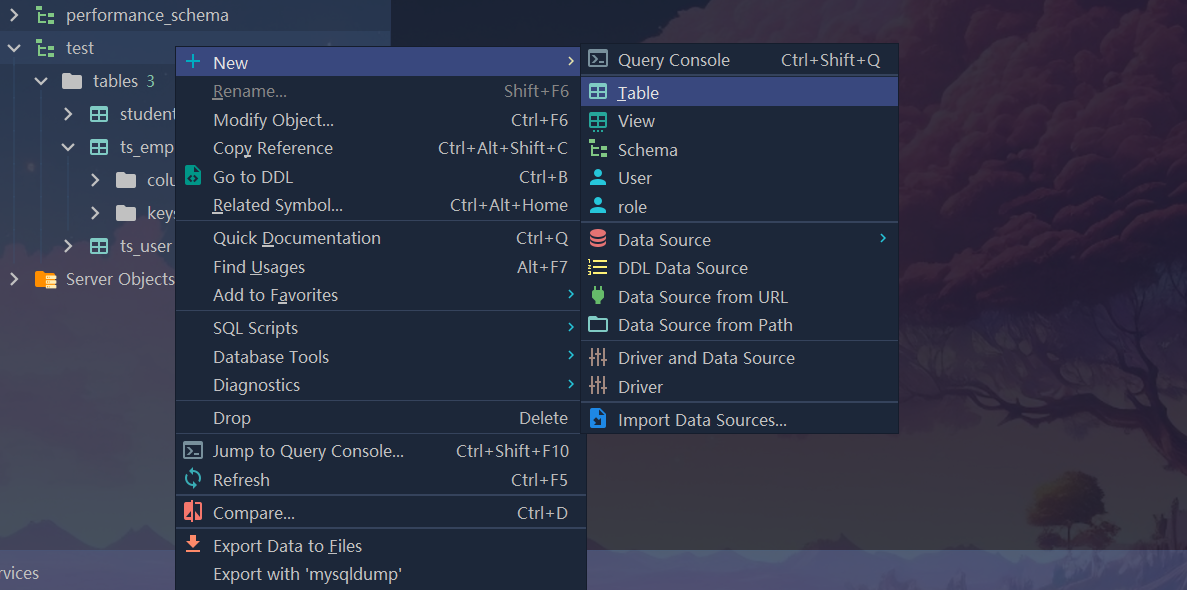 performance_schema
test
tables 3
student
ts_emp
colu
key
ts_user
Server Objects
rvices
New
Rename... Shift+F6
Modify Object... Ctrl+F6
Copy Reference Ctrl+Alt+Shift+C
Go to DDL Ctrl+B
Related Symbol... Ctrl+Alt+Home
Quick Documentation Ctrl+Q
Find Usages Alt+F7
Add to Favorites
SQL Scripts
Database Tools
Diagnostics
Drop Delete
Jump to Query Console... Ctrl+Shift+F10
Refresh Ctrl+F5
Compare... Ctrl+D
Export Data to Files
Export with 'mysqldump'
Query Console Ctrl+Shift+Q
Table
View
Schema
User
role
Data Source
DDL Data Source
Data Source from URL
Data Source from Path
Driver and Data Source
Driver
Import Data Sources...